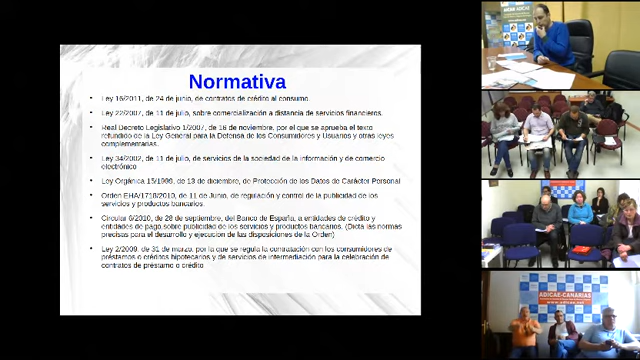 Normativa
• Ley 16/2011, de 24 de junio, de contratos de crédito al consumo.
• Ley 22/2007, de 11 de julio, sobre comercialización a distancia de servicios financieros.
• Real Decreto Legislativo 1/2007, de 16 de noviembre, por el que se aprueba el texto
refundido de la Ley General para la Defensa de los Consumidores y Usuarios y otras leyes
complementarias.
• Ley 34/2002, de 11 de julio, de servicios de la sociedad de la información y de comercio
electrónico
• Ley Orgánica 15/1999, de 13 de diciembre, de Protección de los Datos de Carácter Personal
• Orden EHA/1718/2010, de 11 de Junio, de regulación y control de la publicidad de los
servicios y productos bancarios.
• Circular 6/2010, de 28 de septiembre, del Banco de España, a entidades de crédito y
entidades de pago,sobre publicidad de los servicios y productos bancarios. (Dicta las normas
precisas para el desarrollo y ejecucion de las disposiciones de la Orden)
• Ley 2/2009, de 31 de marzo, por la que se regula la contratación con los consumidores de
préstamos o créditos hipotecarios y de servicios de intermediación para la celebración de
contratos de préstamo o crédito
ADICAE-CANARIAS
www.adicae.net